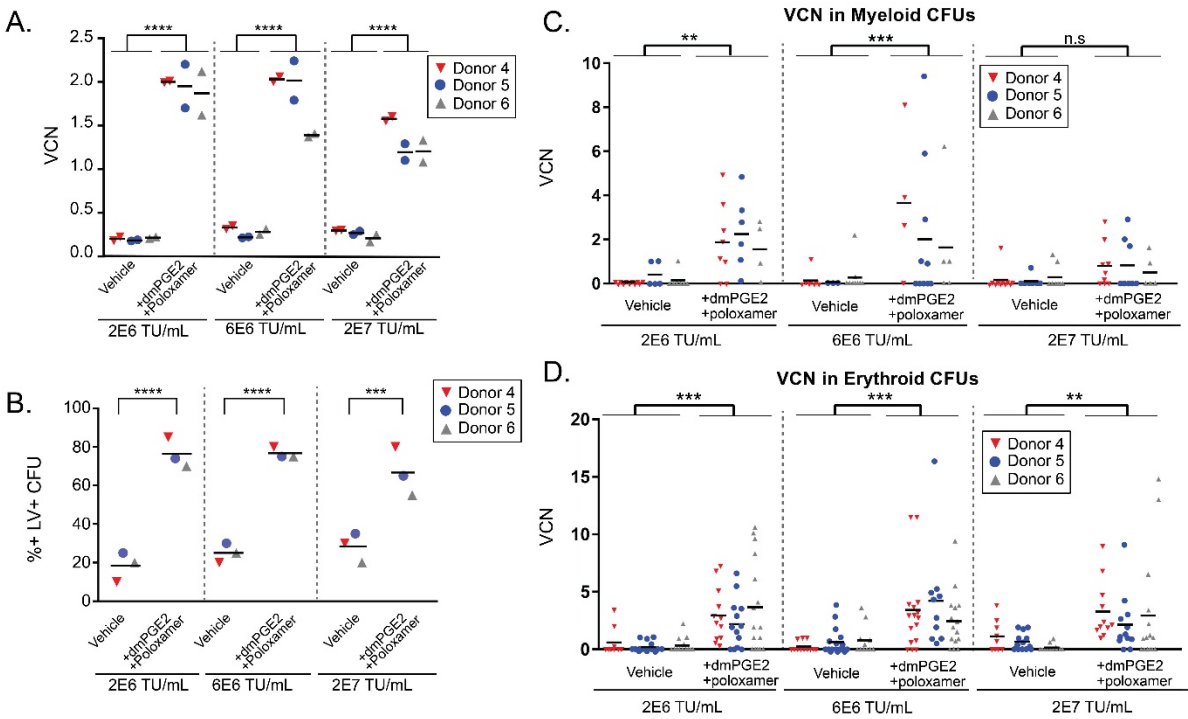 A.
****
****
****
2.5
2.0
1.5
1.0
0.5
0.0
VCN
Donor 4
Donor 5
Donor 6
Vehicle
+dmPGE2
+Poloxamer
Vehicle
+dmPGE2
+Poloxamer
Vehicle
+dmPGE2
+Poloxamer
2E6 TU/mL
6E6 TU/mL
2E7 TU/mL
B.
****
****
***
100
80
60
40
20
0
%+ LV+ CFU
Donor 4
Donor 5
Donor 6
Vehicle
+dmPGE2
+Poloxamer
Vehicle
+dmPGE2
+Poloxamer
Vehicle
+dmPGE2
+Poloxamer
2E6 TU/mL
6E6 TU/mL
2E7 TU/mL
C.
VCN in Myeloid CFUs
**
***
n.s
10
8
6
4
2
0
VCN
Donor 4
Donor 5
Donor 6
Vehicle
+dmPGE2
+poloxamer
Vehicle
+dmPGE2
+poloxamer
Vehicle
+dmPGE2
+poloxamer
2E6 TU/mL
6E6 TU/mL
2E7 TU/mL
D.
VCN in Erythroid CFUs
***
***
**
20
15
10
5
0
VCN
Donor 4
Donor 5
Donor 6
Vehicle
+dmPGE2
+poloxamer
Vehicle
+dmPGE2
+poloxamer
Vehicle
+dmPGE2
+poloxamer
2E6 TU/mL
6E6 TU/mL
2E7 TU/mL